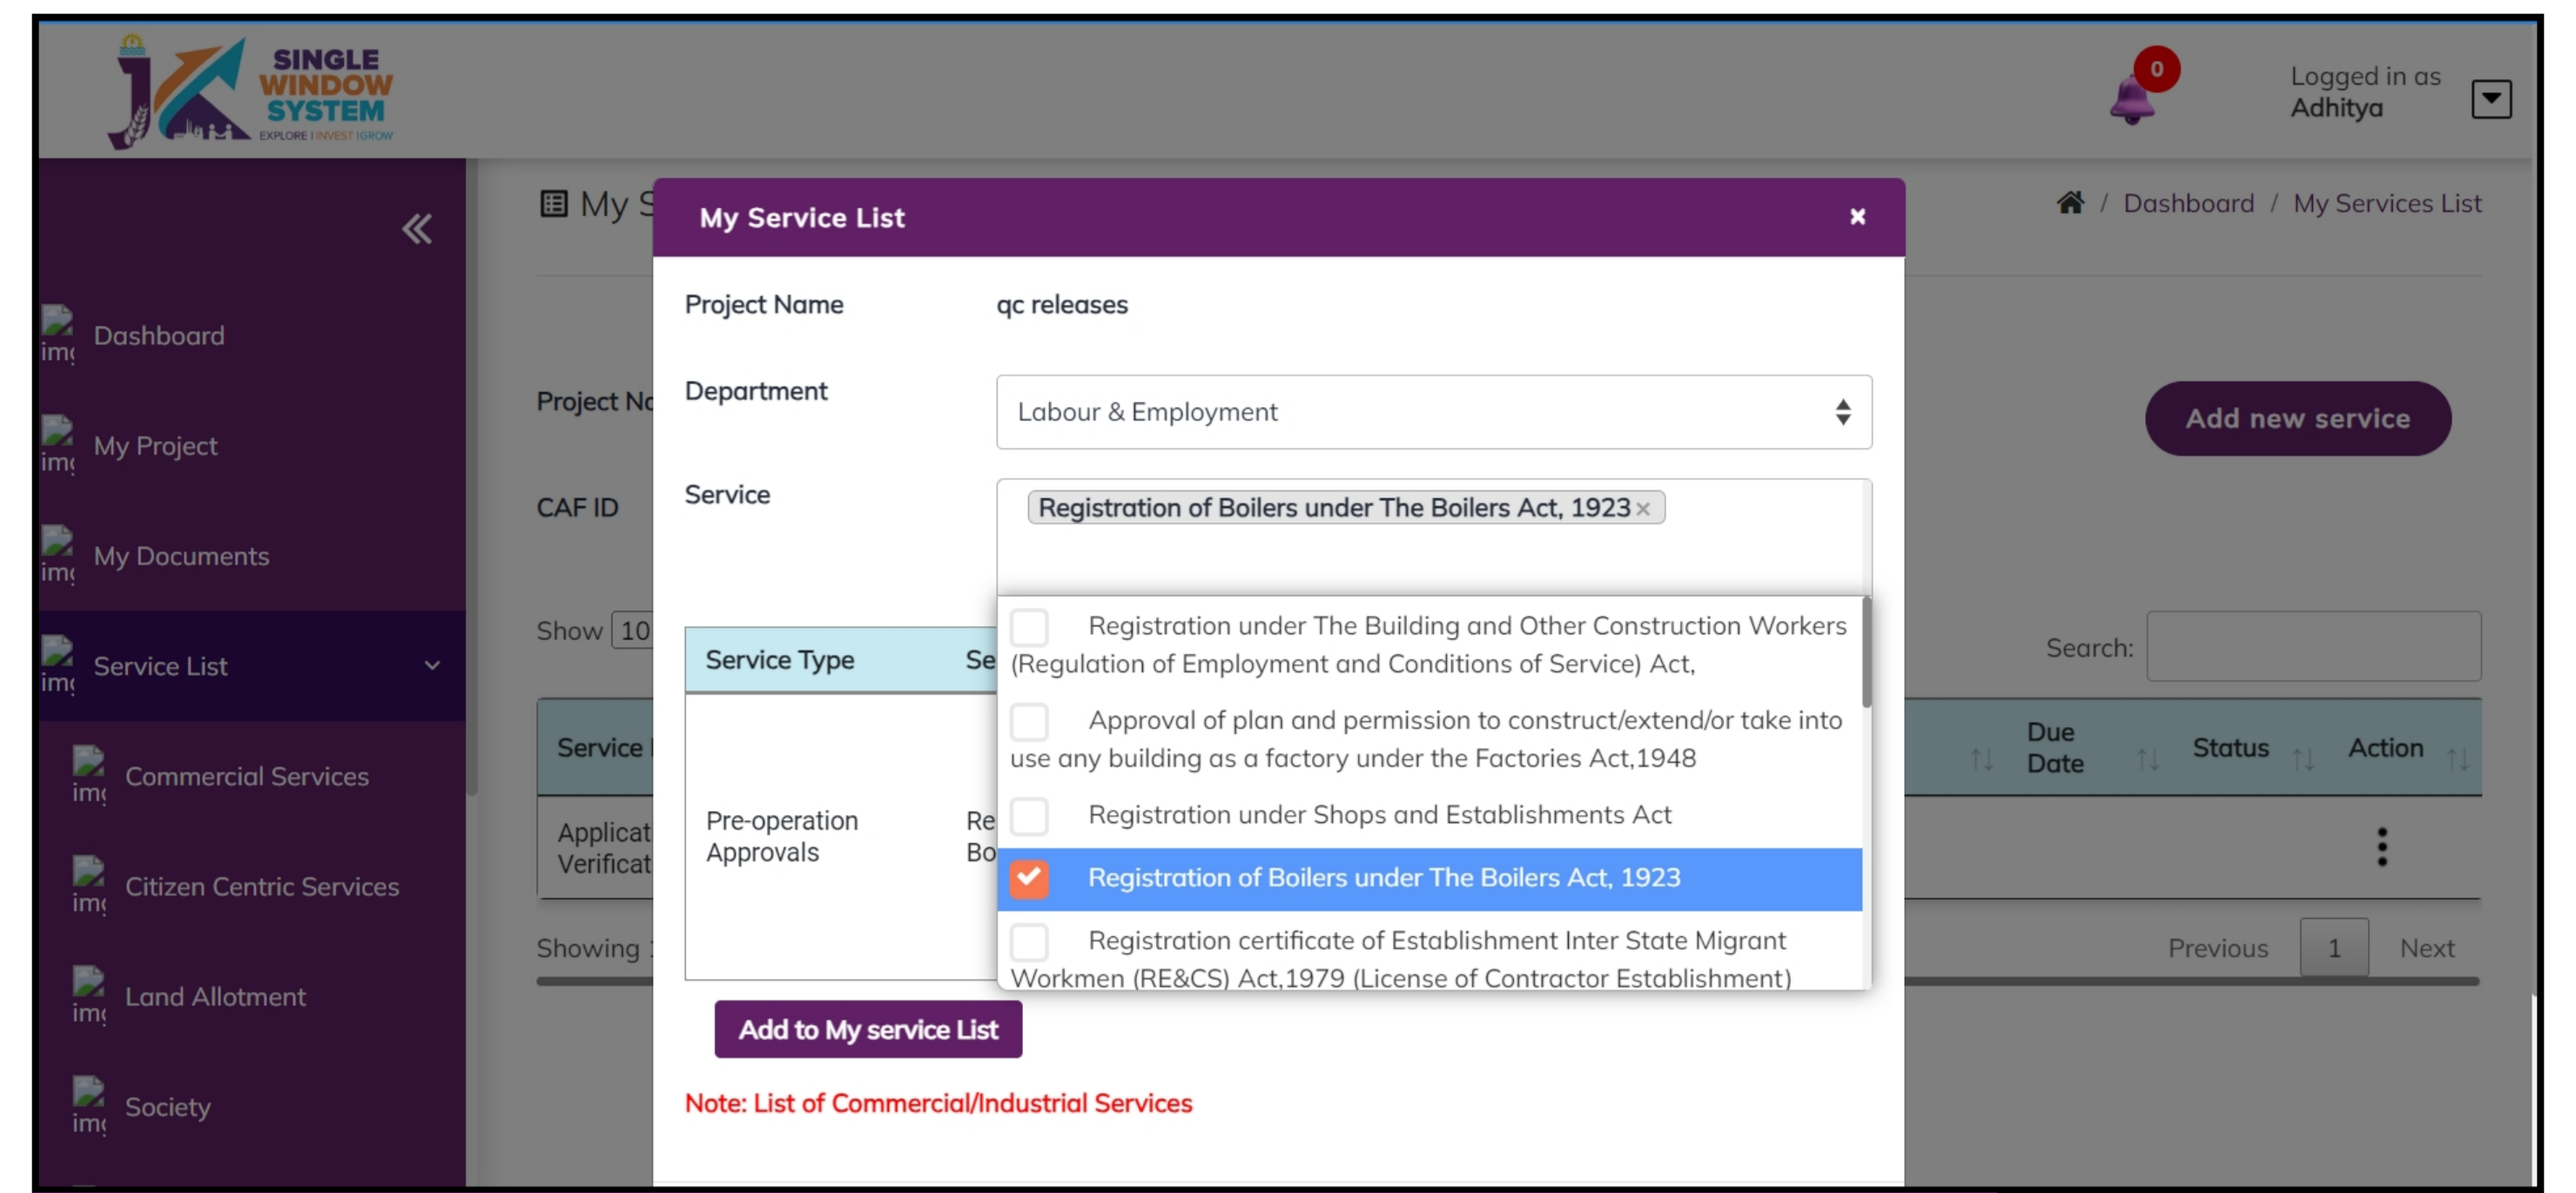 SINGLE
WINDOW
SYSTEM
EXPLORE I INVEST I GROW
0
Logged in as
Adhitya
My
Dashboard / My Services List
My Service List
Project Name
qc releases
Department
Labour & Employment
Service
Registration of Boilers under The Boilers Act, 1923
Registration under The Building and Other Construction Workers
(Regulation of Employment and Conditions of Service) Act,
Approval of plan and permission to construct/extend/or take into
use any building as a factory under the Factories Act,1948
Registration under Shops and Establishments Act
Registration of Boilers under The Boilers Act, 1923
Registration certificate of Establishment Inter State Migrant
Workmen (RE&CS) Act,1979 (License of Contractor Establishment)
Service Type
Pre-operation
Approvals
Add to My service List
Note: List of Commercial/Industrial Services
Dashboard
My Project
My Documents
Service List
Commercial Services
Citizen Centric Services
Land Allotment
Society
Project
Add new service
CAF ID
Show 10
Search:
Service
Due
Date
Status
Action
Showing
Previous
1
Next